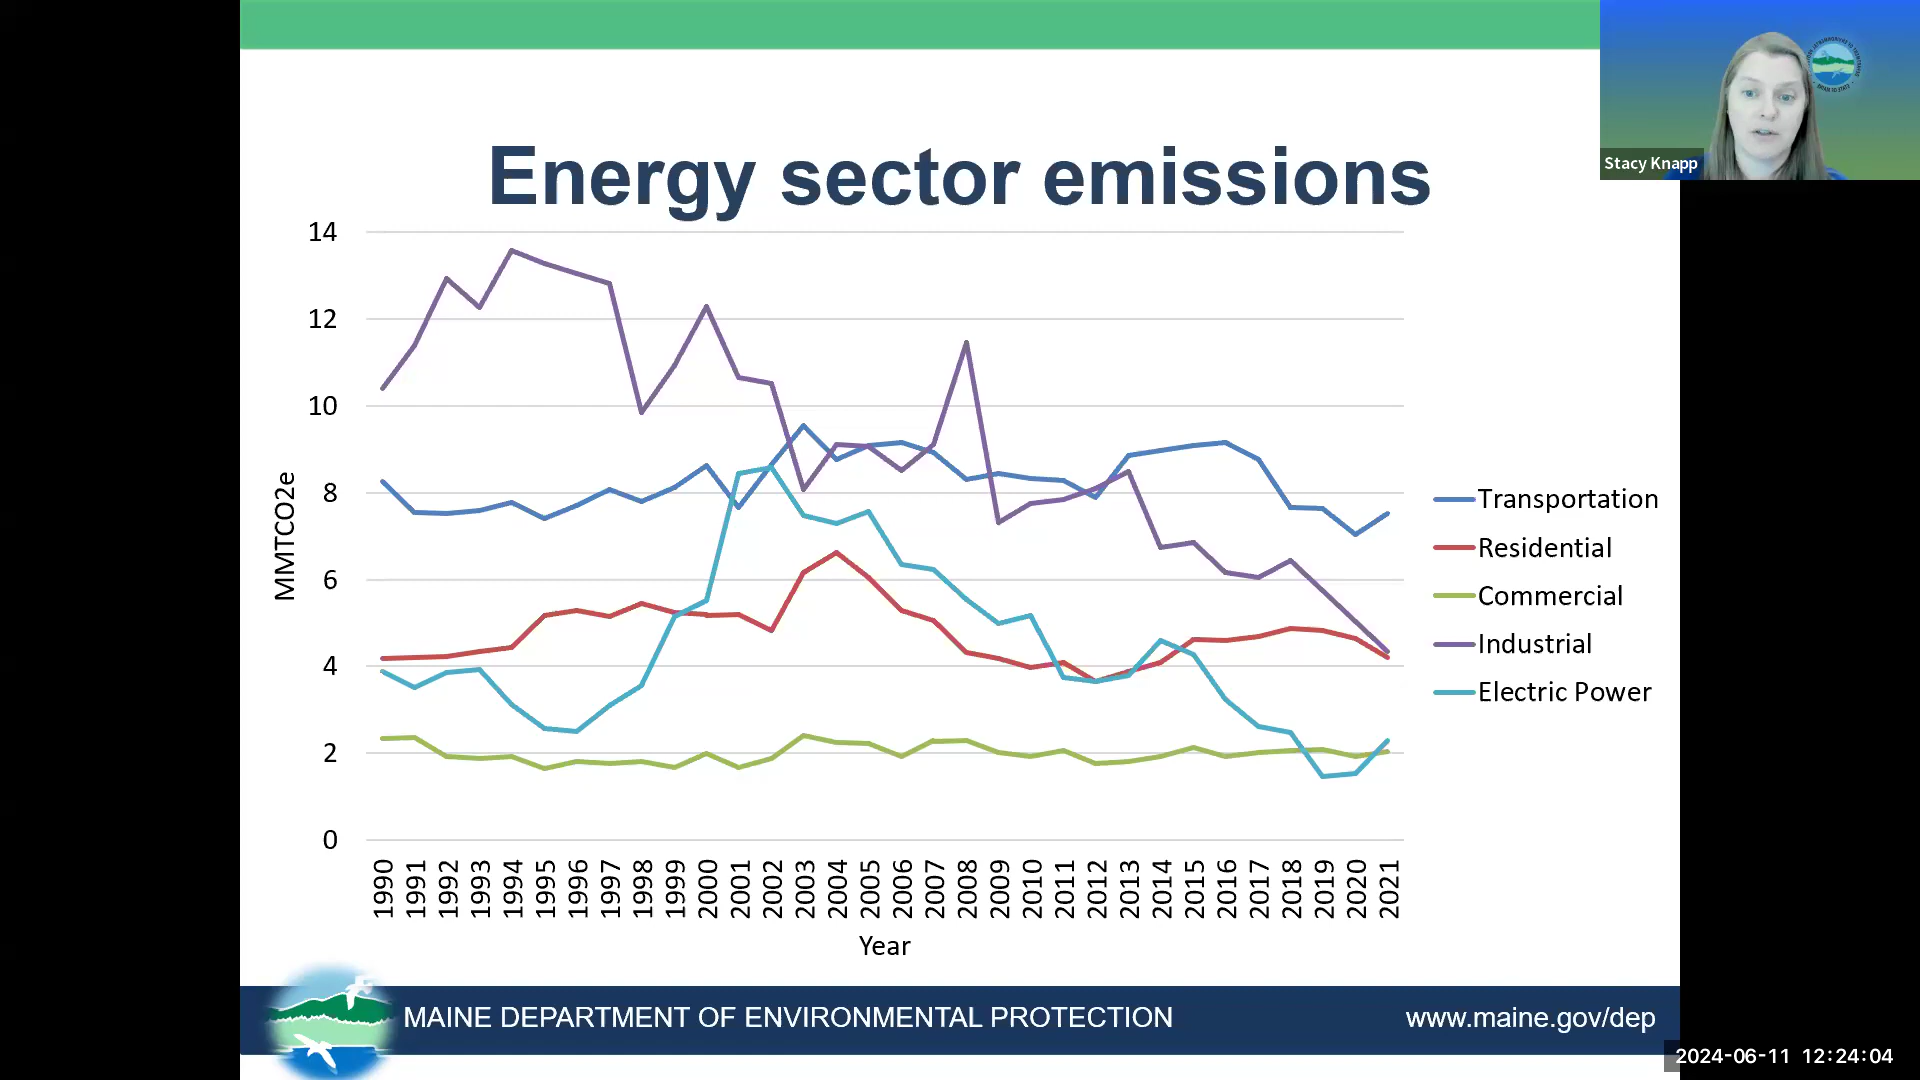 Energy sector emissions
Stacy Knapp
14
12
10
8
6
4
2
0
MMTCO2e
1990 1991 1992 1993 1994 1995 1996 1997 1998 1999 2000 2001 2002 2003 2004 2005 2006 2007 2008 2009 2010 2011 2012 2013 2014 2015 2016 2017 2018 2019 2020 2021
Year
Transportation
Residential
Commercial
Industrial
Electric Power
MAINE DEPARTMENT OF ENVIRONMENTAL PROTECTION
www.maine.gov/dep
2024-06-11 12:24:04